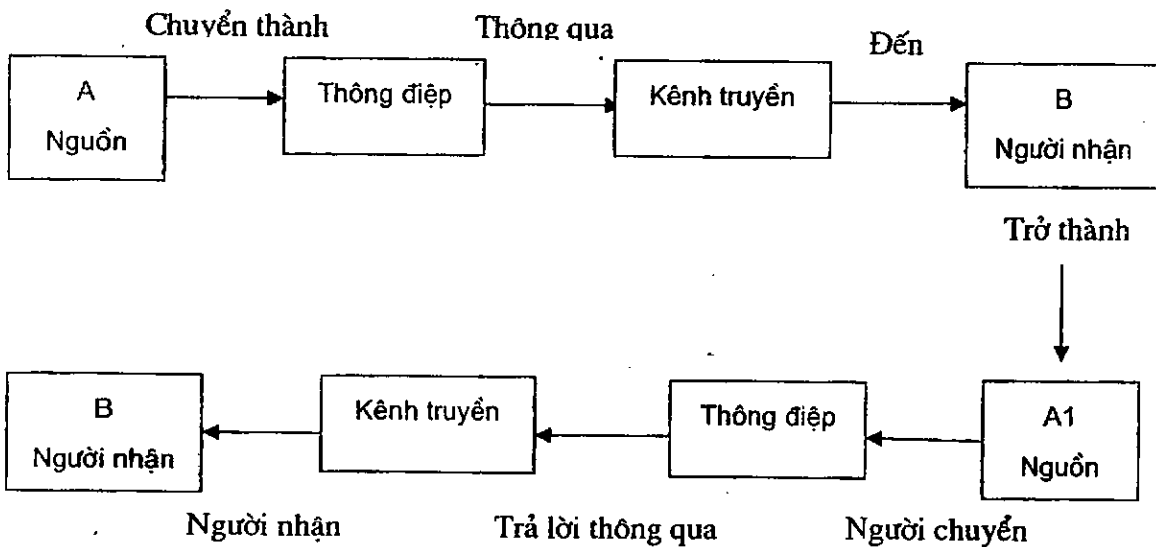 Chuyển thành
Thông qua
Đến
A
Nguồn
Thông điệp
Kênh truyền
B
Người nhận
Trở thành
B
Người nhận
Kênh truyền
Thông điệp
A1
Nguồn
Người nhận
Trả lời thông qua
Người chuyển